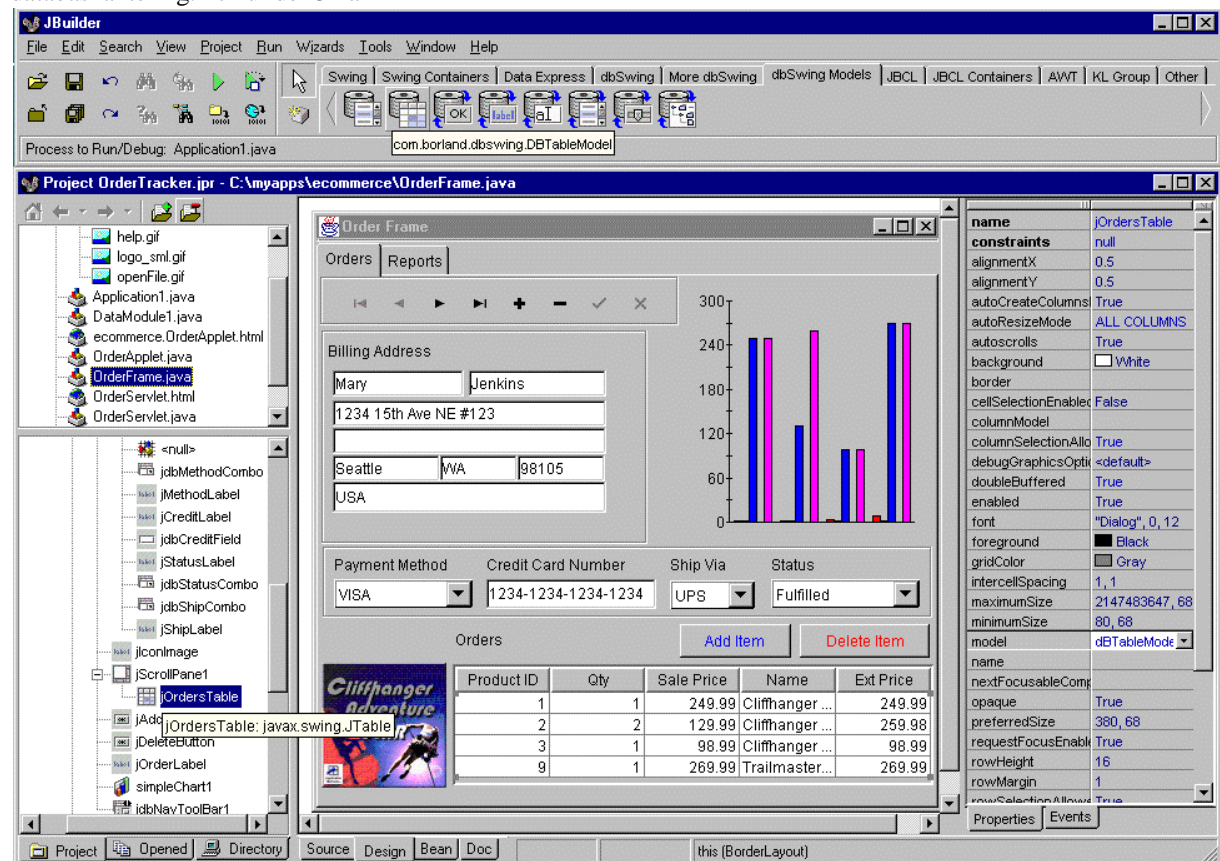 JBuilder
File Edit Search View Project Run Wizards Tools Window Help
Swing Swing Containers Data Express dbSwing More dbSwing dbSwing Models JBCL JBCL Containers AWT KL Group Other
OK label aI
com.borland.dbswing.DBTableModel
Process to Run/Debug: Application1.java
Project OrderTracker.jpr - C:\myapps\ecommerce\OrderFrame.java
help.gif
logo_sml.gif
openFile.gif
Application1.java
DataModule1.java
ecommerce.OrderApplet.html
OrderApplet.java
OrderFrame.java
OrderServlet.html
OrderServlet.java
<null>
jdbMethodCombo
jMethodLabel
jCreditLabel
jdbCreditField
jStatusLabel
jdbStatusCombo
jdbShipCombo
jShipLabel
jIconImage
jScrollPane1
jOrdersTable
jOrdersTable: javax.swing.JTable
jDeleteButton
jOrderLabel
simpleChart1
jdbNavToolBar1
Project Opened Directory
Order Frame
Orders Reports
Billing Address
Mary Jenkins
1234 15th Ave NE #123
Seattle WA 98105
USA
300
240
180
120
60
0
Payment Method Credit Card Number Ship Via Status
VISA 1234-1234-1234-1234 UPS Fulfilled
Orders Add Item Delete Item
Cliffhanger
Adventure
Product ID Qty Sale Price Name Ext Price
1 1 249.99 Cliffhanger ... 249.99
2 2 129.99 Cliffhanger ... 259.98
3 1 98.99 Cliffhanger ... 98.99
9 1 269.99 Trailmaster... 269.99
Source Design Bean Doc this (BorderLayout)
name jOrdersTable
constraints null
alignmentX 0.5
alignmentY 0.5
autoCreateColumns True
autoResizeMode ALL COLUMNS
autoscrolls True
background White
border
cellSelectionEnabled False
columnModel
columnSelectionAllo True
debugGraphicsOptio <default>
doubleBuffered True
enabled True
font "Dialog", 0, 12
foreground Black
gridColor Gray
intercellSpacing 1, 1
maximumSize 2147483647, 68
minimumSize 80, 68
model dBTableMode
name
nextFocusableComp
opaque True
preferredSize 380, 68
requestFocusEnable True
rowHeight 16
rowMargin 1
rowSelectionAllowe True
Properties Events